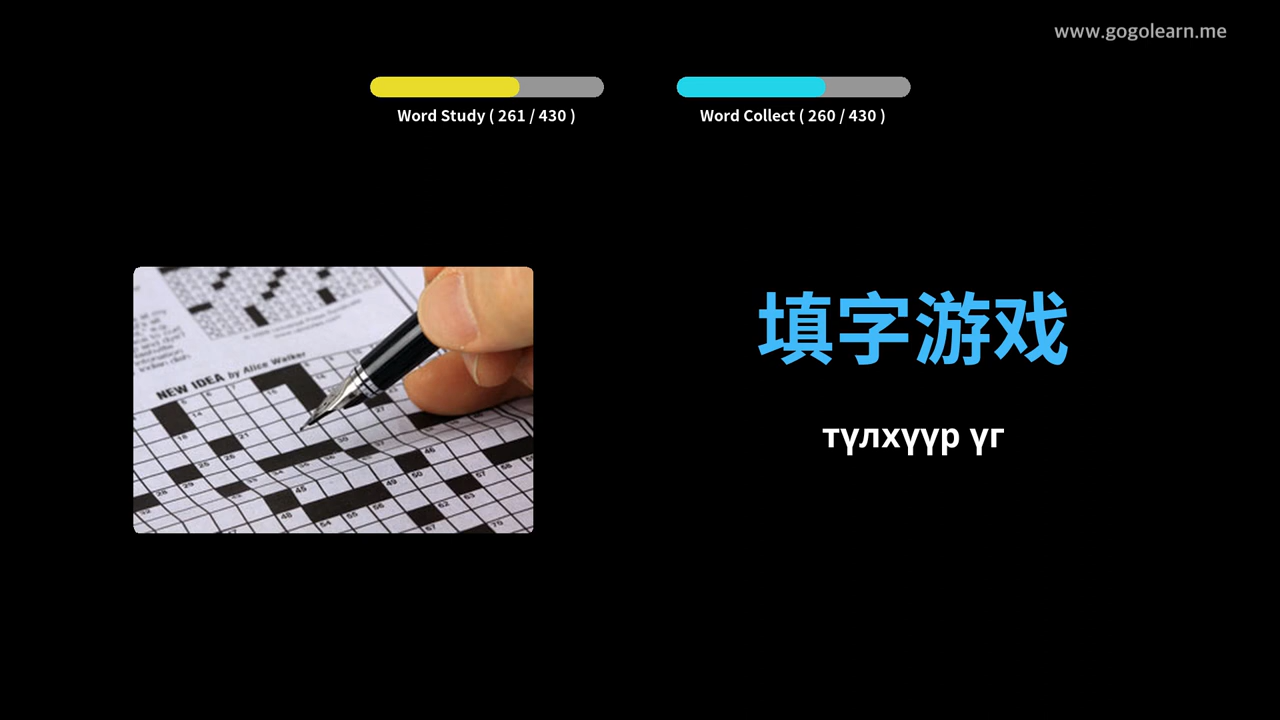 www.gogolearn.me
Word Study ( 261 / 430 )
Word Collect ( 260 / 430 )
NEW IDEA by Alice Walker
填字游戏
түлхүүр үг